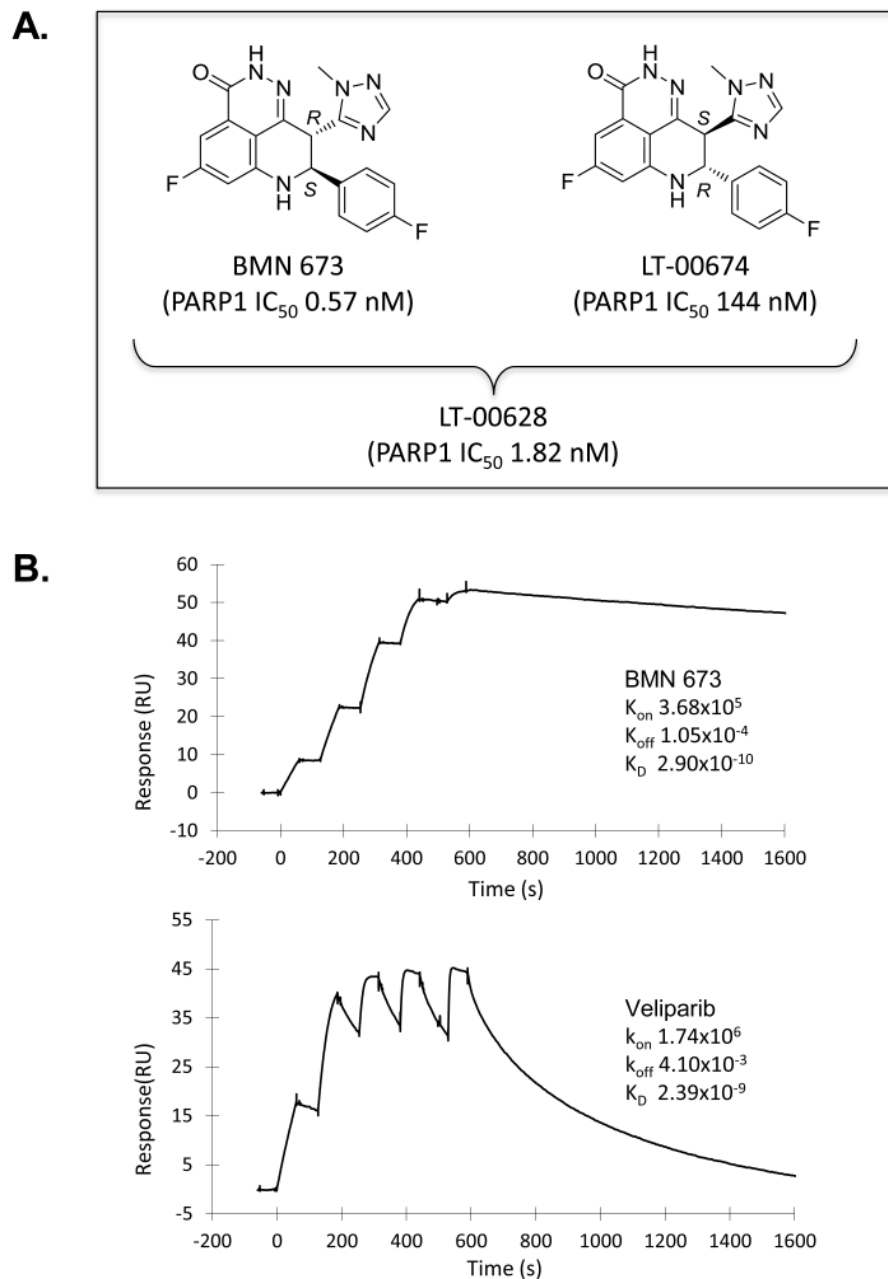 A.
O
H
N
N
N
N
N
R
S
N
H
F
F
BMN 673
(PARP1 IC50 0.57 nM)
O
H
N
N
N
N
N
S
R
N
H
F
F
LT-00674
(PARP1 IC50 144 nM)
LT-00628
(PARP1 IC50 1.82 nM)
B.
60
50
40
30
20
10
0
-10
Response (RU)
-200 0 200 400 600 800 1000 1200 1400 1600
Time (s)
BMN 673
Kon 3.68x10⁵
Koff 1.05x10⁻⁴
KD 2.90x10⁻¹⁰
55
45
35
25
15
5
-5
Response(RU)
-200 0 200 400 600 800 1000 1200 1400 1600
Time (s)
Veliparib
kon 1.74x10⁶
koff 4.10x10⁻³
KD 2.39x10⁻⁹